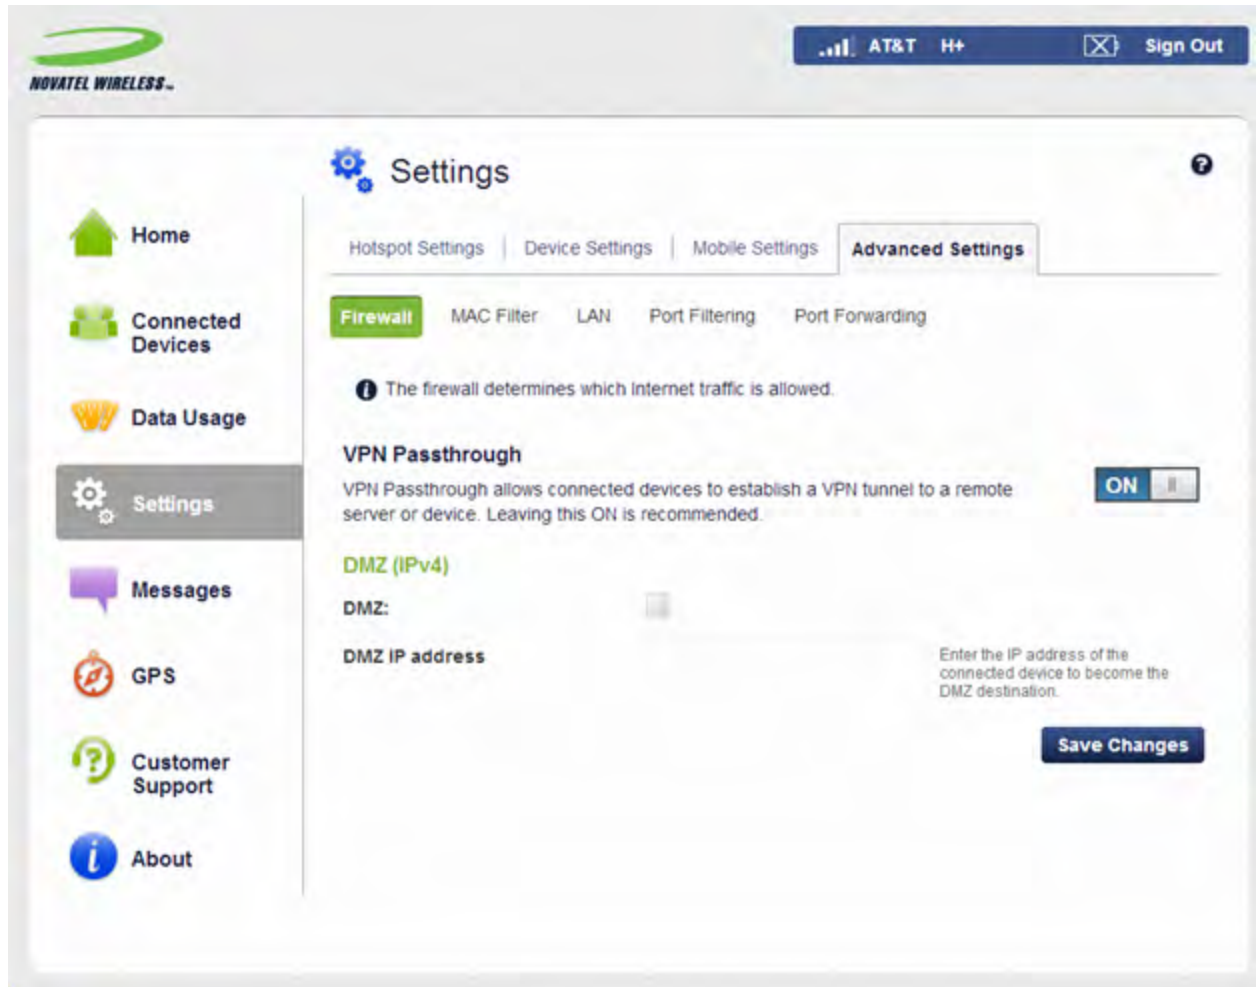 NOVATEL WIRELESS™
AT&T H+ Sign Out
Settings
Home
Connected
Devices
Data Usage
Settings
Messages
GPS
Customer
Support
About
Hotspot Settings Device Settings Mobile Settings Advanced Settings
Firewall MAC Filter LAN Port Filtering Port Forwarding
The firewall determines which Internet traffic is allowed.
VPN Passthrough
VPN Passthrough allows connected devices to establish a VPN tunnel to a remote
server or device. Leaving this ON is recommended.
ON
DMZ (IPv4)
DMZ:
DMZ IP address
Enter the IP address of the
connected device to become the
DMZ destination.
Save Changes